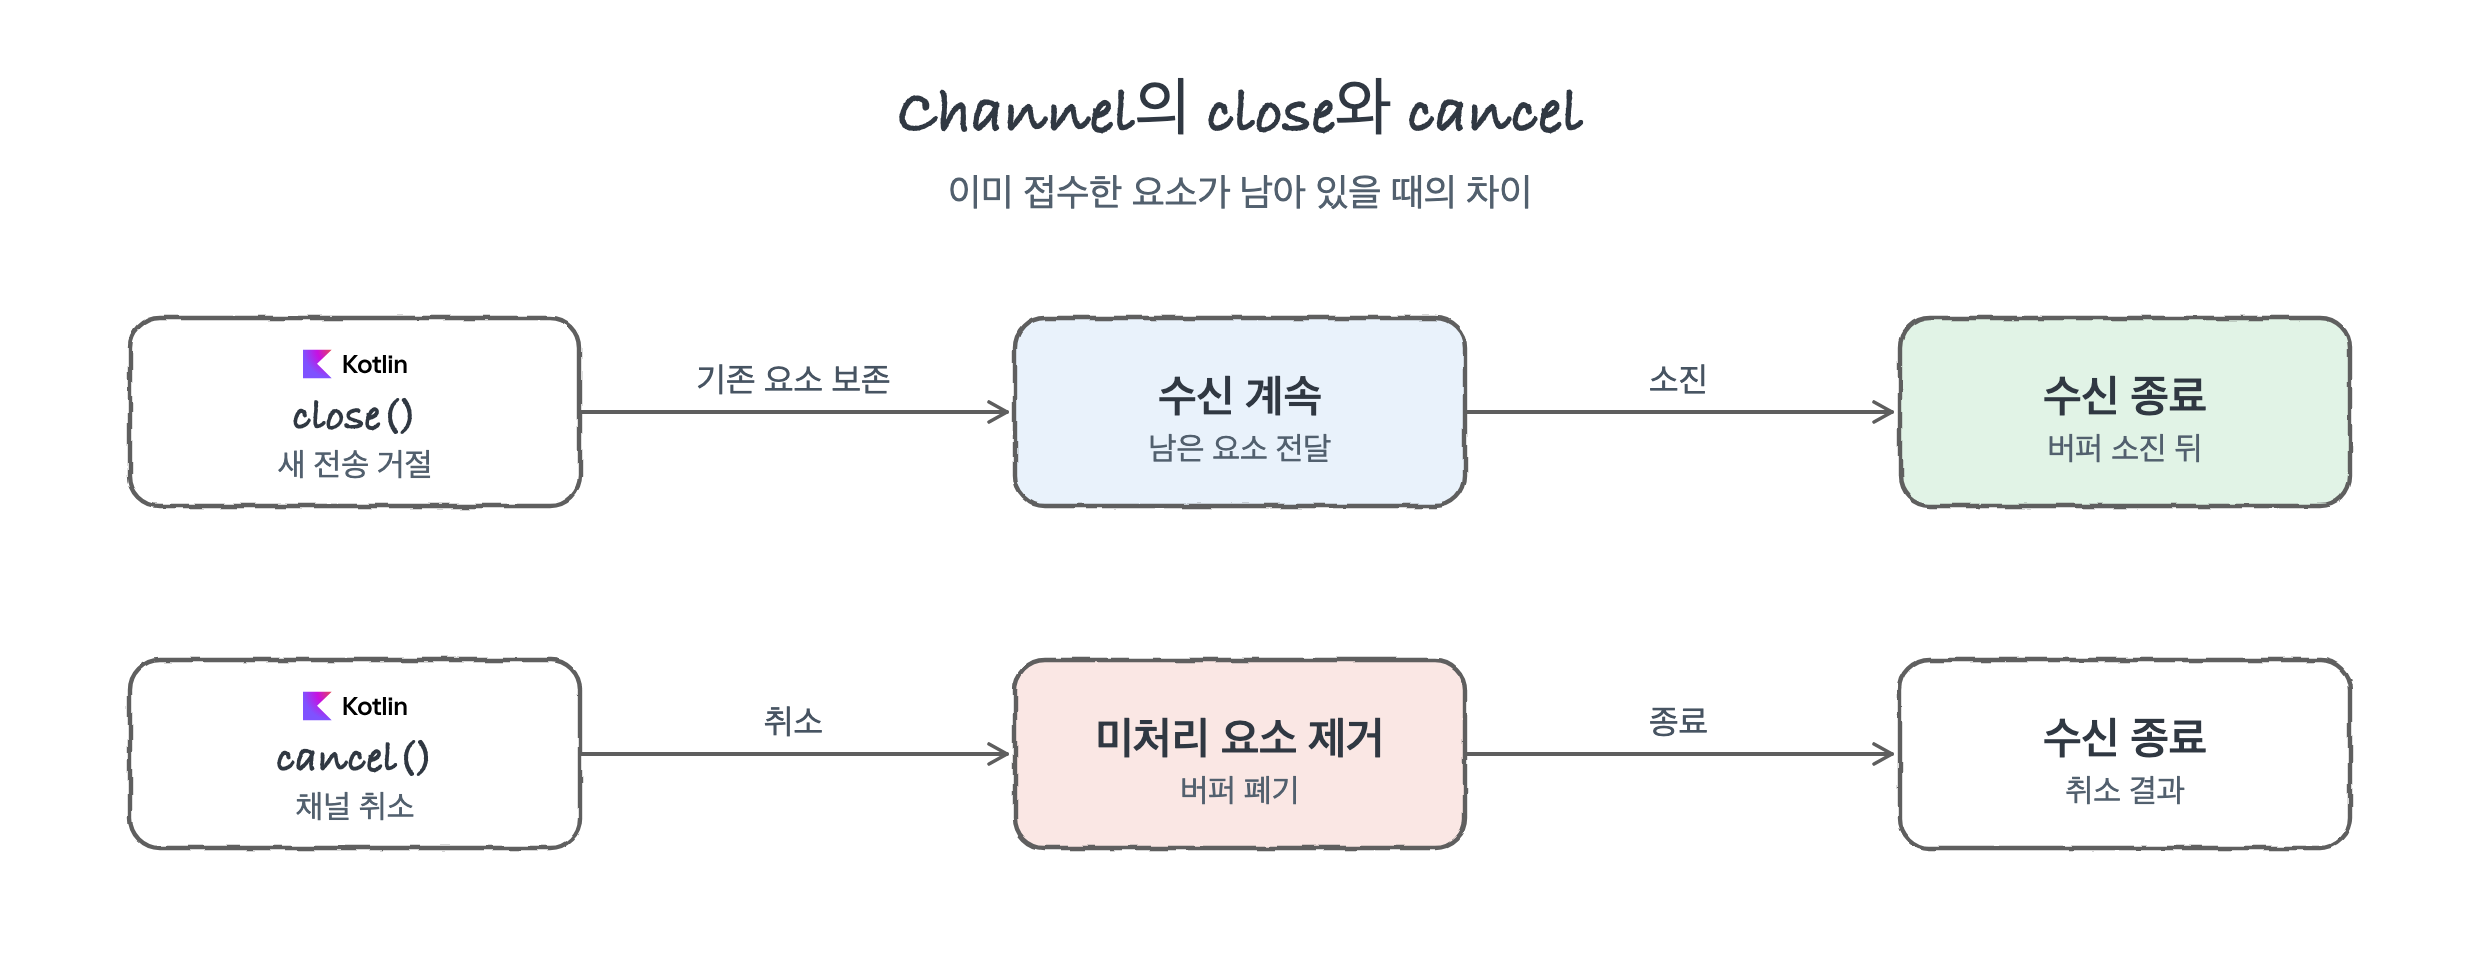 Channel의 close와 cancel
이미 접수한 요소가 남아 있을 때의 차이
Kotlin
close()
새 전송 거절
기존 요소 보존
수신 계속
남은 요소 전달
소진
수신 종료
버퍼 소진 뒤
Kotlin
cancel()
채널 취소
취소
미처리 요소 제거
버퍼 폐기
종료
수신 종료
취소 결과